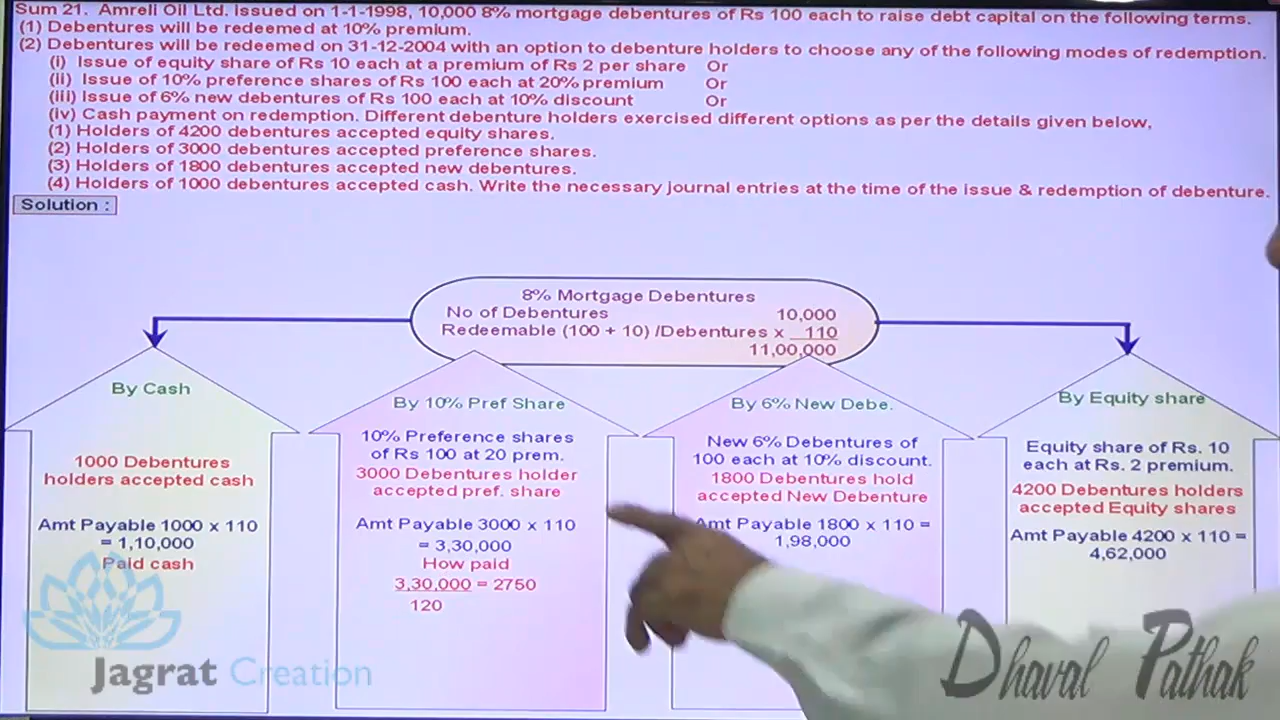 Sum 21. Amreli Oil Ltd. Issued on 1-1-1998, 10,000 8% mortgage debentures of Rs 100 each to raise debt capital on the following terms.
(1) Debentures will be redeemed at 10% premium.
(2) Debentures will be redeemed on 31-12-2004 with an option to debenture holders to choose any of the following modes of redemption.
(i) Issue of equity share of Rs 10 each at a premium of Rs 2 per share Or
(ii) Issue of 10% preference shares of Rs 100 each at 20% premium Or
(iii) Issue of 6% new debentures of Rs 100 each at 10% discount Or
(iv) Cash payment on redemption. Different debenture holders exercised different options as per the details given below,
(1) Holders of 4200 debentures accepted equity shares.
(2) Holders of 3000 debentures accepted preference shares.
(3) Holders of 1800 debentures accepted new debentures.
(4) Holders of 1000 debentures accepted cash. Write the necessary journal entries at the time of the issue & redemption of debenture.
Solution :
8% Mortgage Debentures
No of Debentures 10,000
Redeemable (100 + 10) /Debentures x 110
11,00,000
By Cash
1000 Debentures
holders accepted cash
Amt Payable 1000 x 110
= 1,10,000
Paid cash
By 10% Pref Share
10% Preference shares
of Rs 100 at 20 prem.
3000 Debentures holder
accepted pref. share
Amt Payable 3000 x 110
= 3,30,000
How paid
3,30,000 = 2750
120
By 6% New Debe.
New 6% Debentures of
100 each at 10% discount.
1800 Debentures hold
accepted New Debenture
Amt Payable 1800 x 110 =
1,98,000
By Equity share
Equity share of Rs. 10
each at Rs. 2 premium.
4200 Debentures holders
accepted Equity shares
Amt Payable 4200 x 110 =
4,62,000
Jagrat Creation
Dhaval Pathak